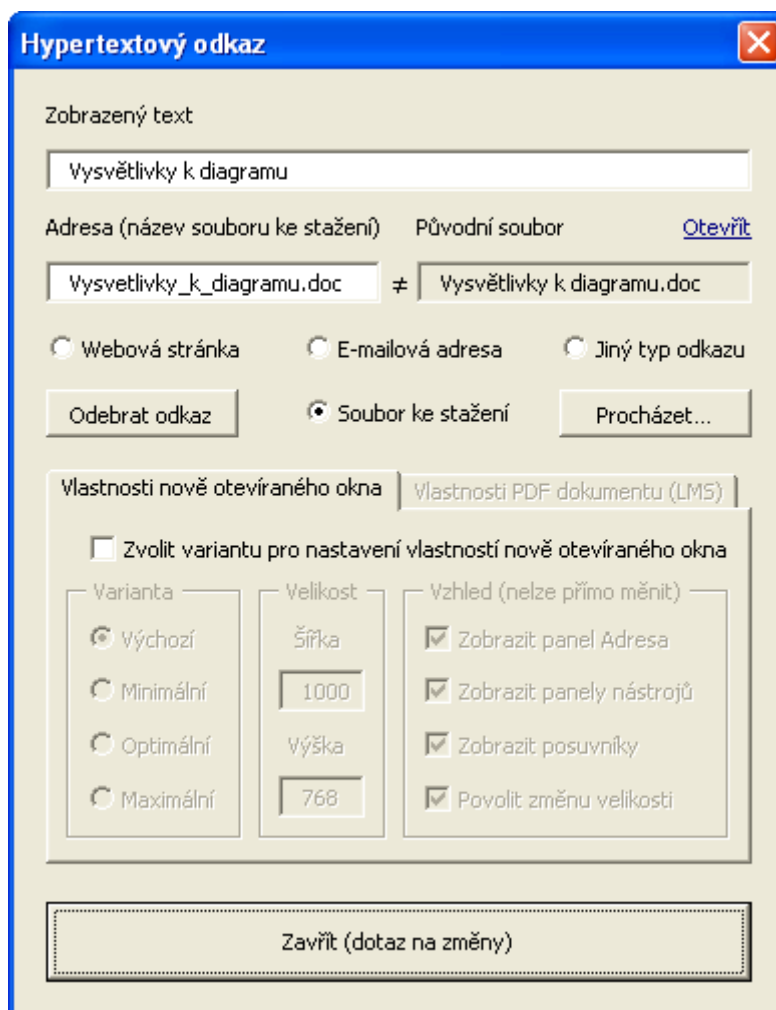 Hypertextový odkaz
Zobrazený text
Vysvětlivky k diagramu
Adresa (název souboru ke stažení) Původní soubor Otevřít
Vysvetlivky_k_diagramu.doc ≠ Vysvětlivky k diagramu.doc
Webová stránka E-mailová adresa Jiný typ odkazu
Odebrat odkaz Soubor ke stažení Procházet...
Vlastnosti nově otevíraného okna Vlastnosti PDF dokumentu (LMS)
Zvolit variantu pro nastavení vlastností nově otevíraného okna
Varianta Velikost Vzhled (nelze přímo měnit)
Výchozí Šířka Zobrazit panel Adresa
Minimální 1000 Zobrazit panely nástrojů
Optimální Výška Zobrazit posuvníky
Maximální 768 Povolit změnu velikosti
Zavřít (dotaz na změny)